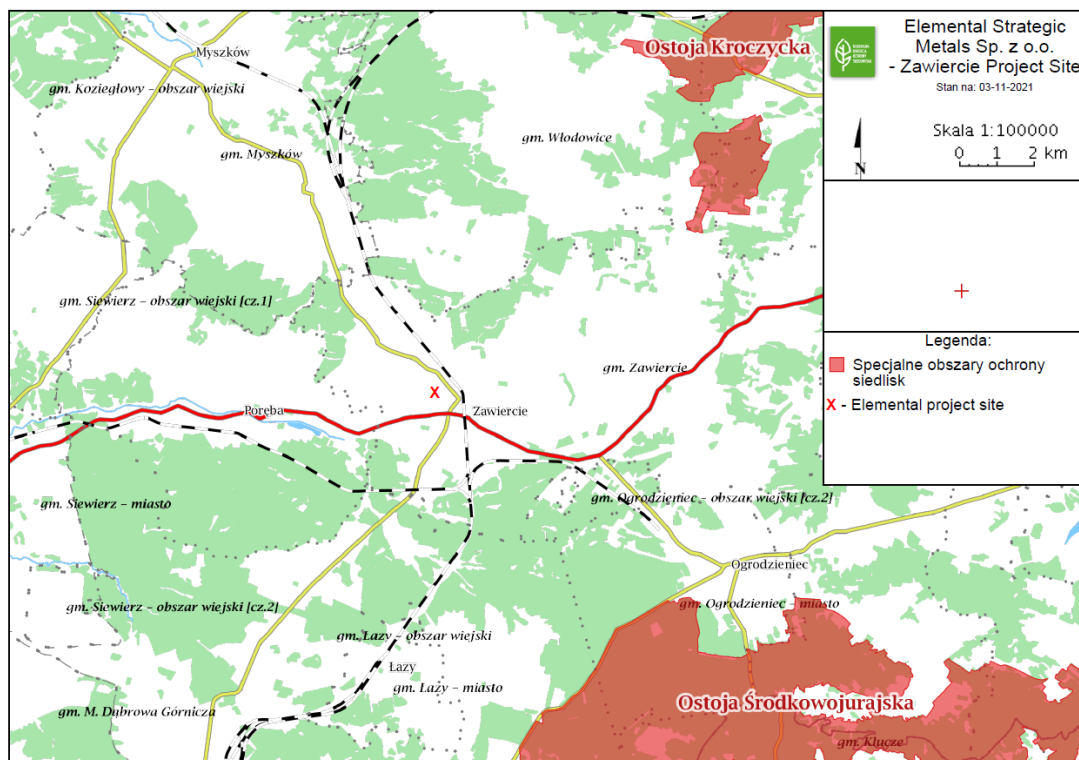 Elemental Strategic
Metals Sp. z o.o.
- Zawiercie Project Site
Stan na: 03-11-2021
N
Skala 1:100000
0 1 2 km
Legenda:
Specjalne obszary ochrony
siedlisk
X - Elemental project site
Ostoja Kroczycka
Myszków
gm. Koziegłowy – obszar wiejski
gm. Włodowice
gm. Myszków
gm. Siewierz – obszar wiejski [cz.1]
gm. Zawiercie
X
Poręba
Zawiercie
gm. Siewierz – miasto
gm. Ogrodzieniec – obszar wiejski [cz.2]
Ogrodzieniec
gm. Siewierz – obszar wiejski [cz.2]
gm. Ogrodzieniec – miasto
gm. Łazy – obszar wiejski
Łazy
gm. Łazy – miasto
Ostoja Środkowojurajska
gm. M. Dąbrowa Górnicza
gm. Klucze